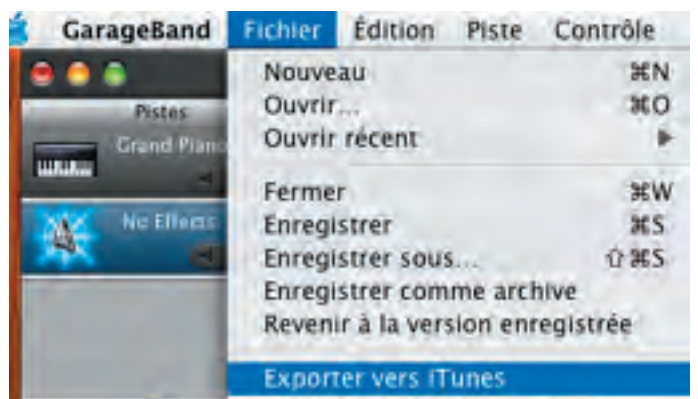 GarageBand Fichier Édition Piste Contrôle
Pistes
Grand Piano
No Effects
Nouveau ⌘N
Ouvrir... ⌘O
Ouvrir récent
Fermer ⌘W
Enregistrer ⌘S
Enregistrer sous... ⇧⌘S
Enregistrer comme archive
Revenir à la version enregistrée
Exporter vers iTunes